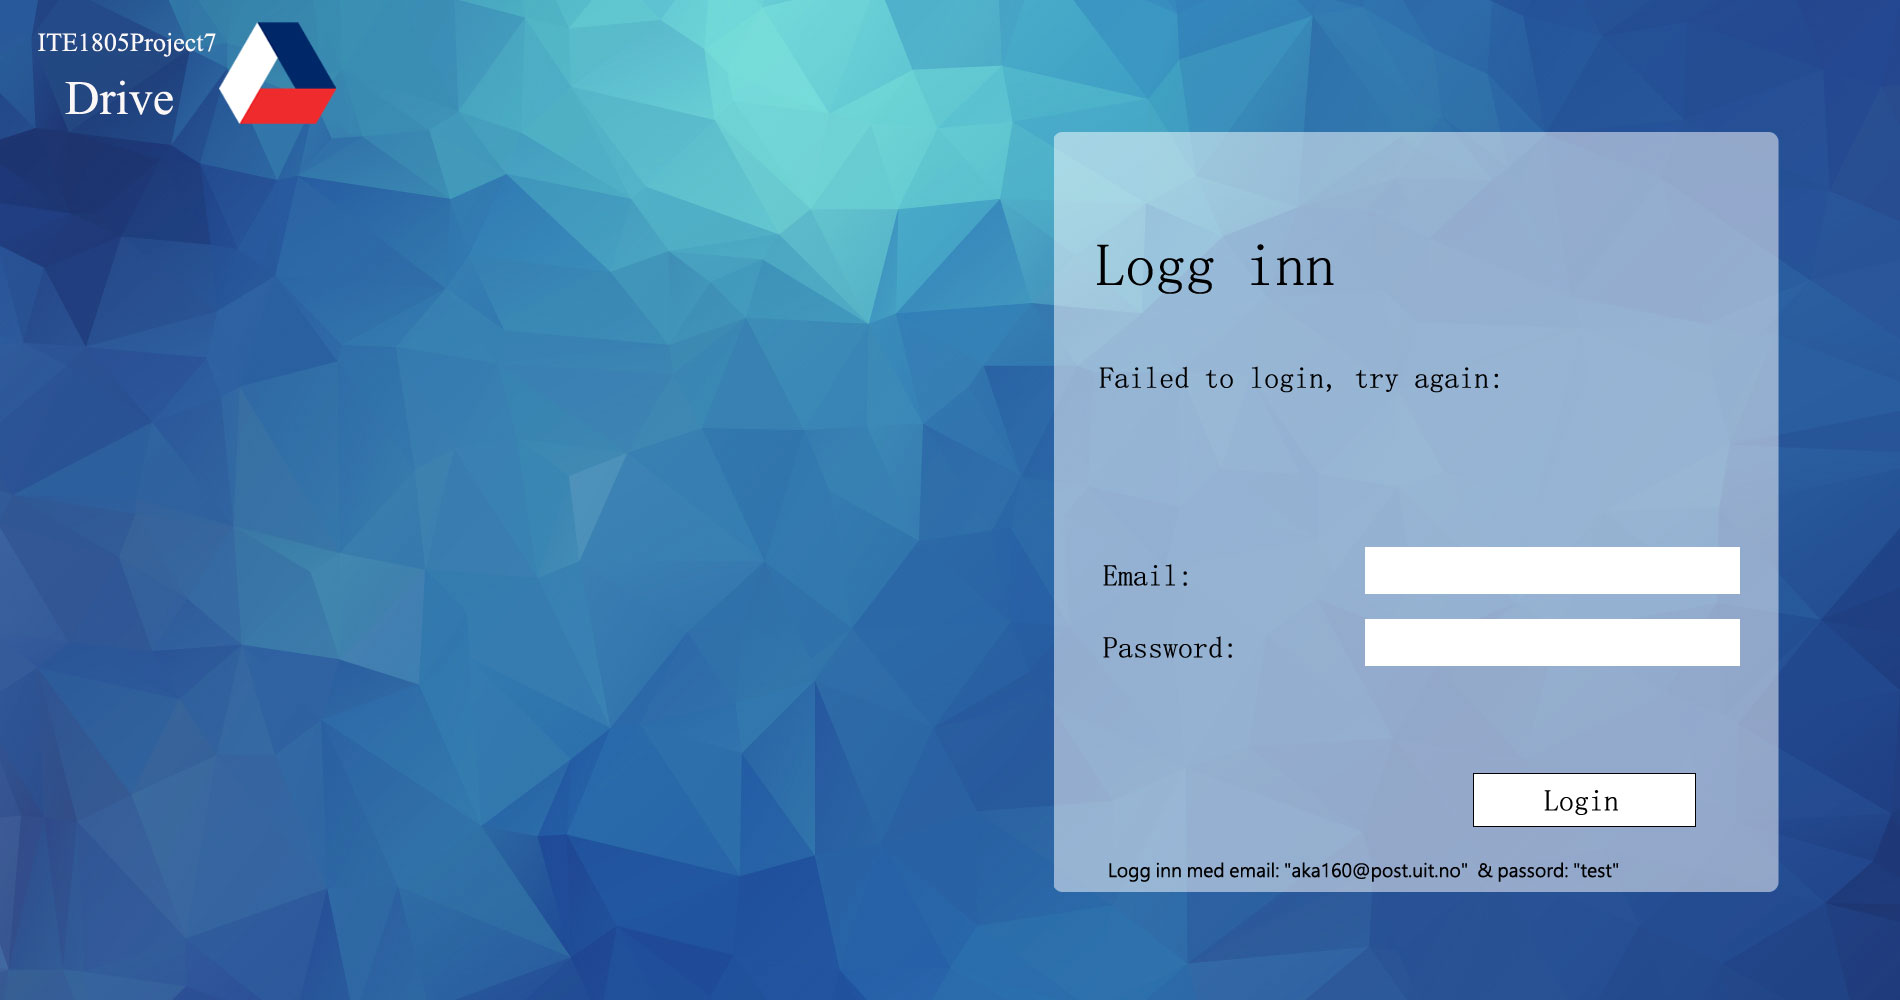 ITE1805Project7
Drive
Logg inn
Failed to login, try again:
Email:
Password:
Login
Logg inn med email: "aka160@post.uit.no" & passord: "test"